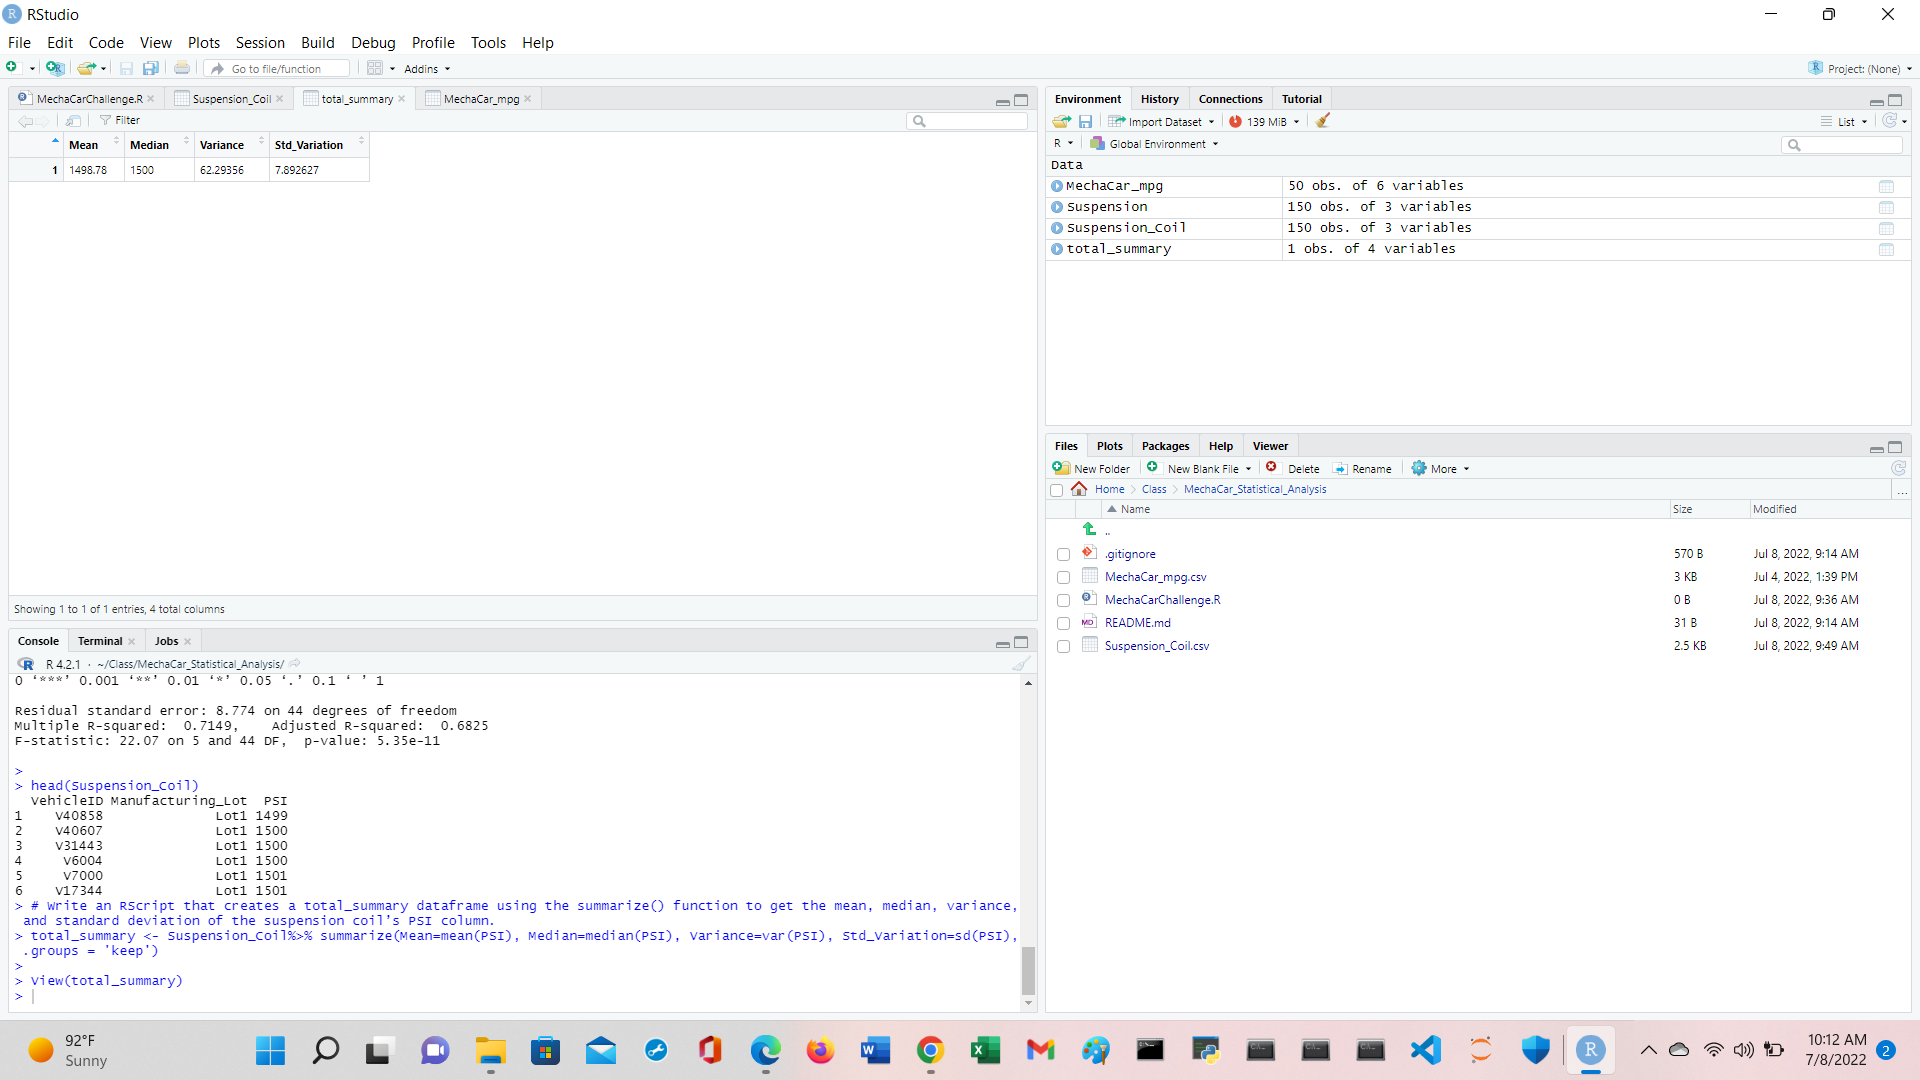 RStudio
File Edit Code View Plots Session Build Debug Profile Tools Help
Go to file/function Addins Project: (None)
MechaCarChallenge.R Suspension_Coil total_summary MechaCar_mpg
Filter
Mean Median Variance Std_Variation
1 1498.78 1500 62.29356 7.892627
Showing 1 to 1 of 1 entries, 4 total columns
Console Terminal Jobs
R 4.2.1 · ~/Class/MechaCar_Statistical_Analysis/
0 ‘***’ 0.001 ‘**’ 0.01 ‘*’ 0.05 ‘.’ 0.1 ‘ ’ 1
Residual standard error: 8.774 on 44 degrees of freedom
Multiple R-squared:  0.7149,    Adjusted R-squared:  0.6825
F-statistic: 22.07 on 5 and 44 DF,  p-value: 5.35e-11
>
> head(Suspension_Coil)
VehicleID Manufacturing_Lot  PSI
1 V40858 Lot1 1499
2 V40607 Lot1 1500
3 V31443 Lot1 1500
4 V6004 Lot1 1500
5 V7000 Lot1 1501
6 V17344 Lot1 1501
> # Write an RScript that creates a total_summary dataframe using the summarize() function to get the mean, median, variance,
and standard deviation of the suspension coil’s PSI column.
> total_summary <- Suspension_Coil%>% summarize(Mean=mean(PSI), Median=median(PSI), Variance=var(PSI), Std_Variation=sd(PSI),
.groups = 'keep')
>
> View(total_summary)
>
Environment History Connections Tutorial
Import Dataset 139 MiB List
R Global Environment
Data
MechaCar_mpg 50 obs. of 6 variables
Suspension 150 obs. of 3 variables
Suspension_Coil 150 obs. of 3 variables
total_summary 1 obs. of 4 variables
Files Plots Packages Help Viewer
New Folder New Blank File Delete Rename More
Home Class MechaCar_Statistical_Analysis ...
Name Size Modified
..
.gitignore 570 B Jul 8, 2022, 9:14 AM
MechaCar_mpg.csv 3 KB Jul 4, 2022, 1:39 PM
MechaCarChallenge.R 0 B Jul 8, 2022, 9:36 AM
README.md 31 B Jul 8, 2022, 9:14 AM
Suspension_Coil.csv 2.5 KB Jul 8, 2022, 9:49 AM
92°F
Sunny
10:12 AM
7/8/2022
2